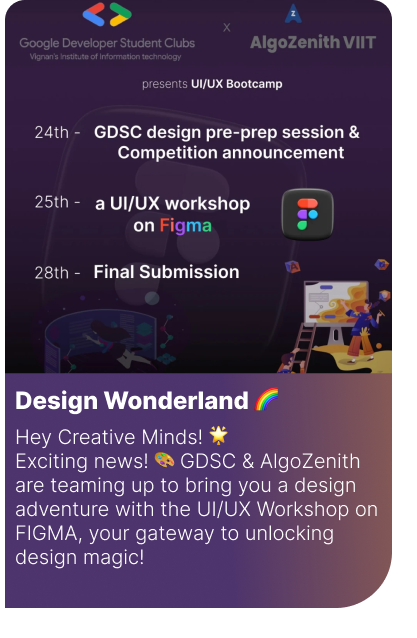 Google Developer Student Clubs
Vignan's Institute of Information technology
X
Z
AlgoZenith VIIT
presents UI/UX Bootcamp
24th - GDSC design pre-prep session &
Competition announcement
25th - a UI/UX workshop
on Figma
28th - Final Submission
Design Wonderland 🌈
Hey Creative Minds! 🌟
Exciting news! 🎨 GDSC & AlgoZenith
are teaming up to bring you a design
adventure with the UI/UX Workshop on
FIGMA, your gateway to unlocking
design magic!